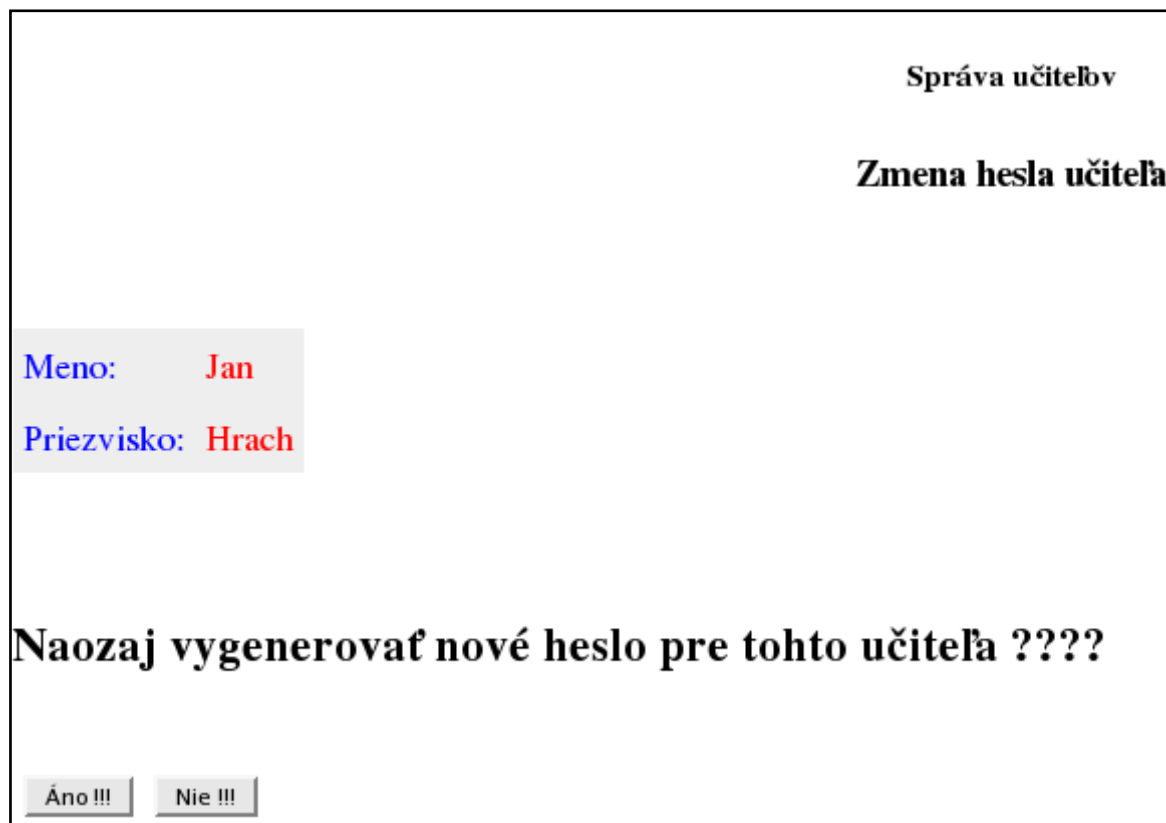 Správa učiteľov
Zmena hesla učiteľa
Meno: Jan
Priezvisko: Hrach
Naozaj vygenerovať nové heslo pre tohto učiteľa ????
Áno !!! Nie !!!